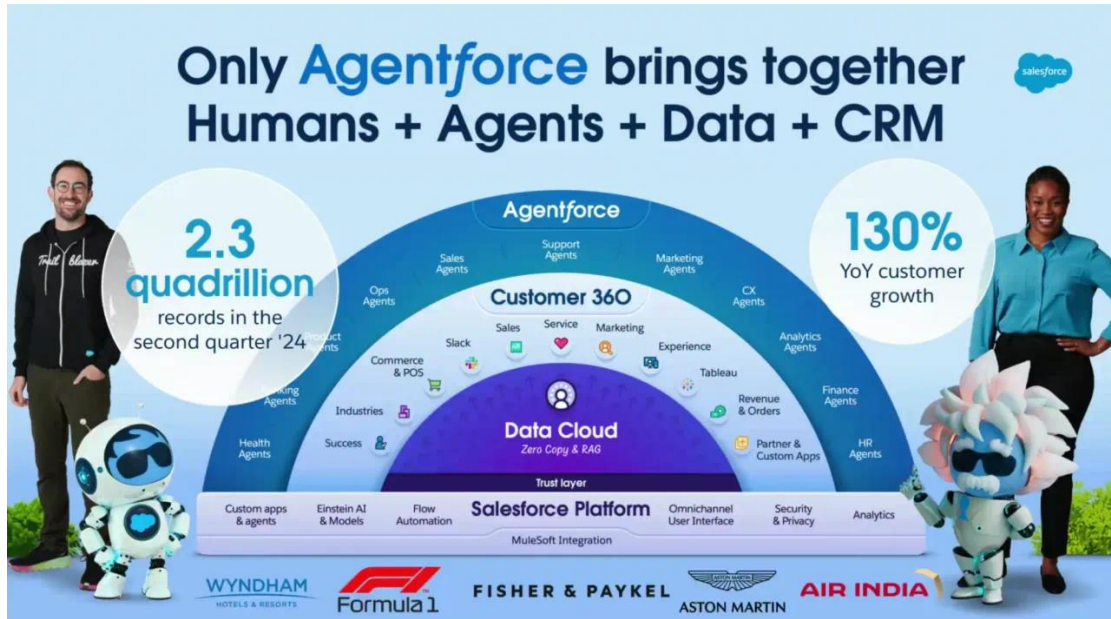 Only Agentforce brings together
Humans + Agents + Data + CRM
salesforce
Trail Blazer
2.3
quadrillion
records in the
second quarter '24
130%
YoY customer
growth
Agentforce
Health
Agents
Agents
Agents
Ops
Agents
Sales
Agents
Support
Agents
Marketing
Agents
CX
Agents
Analytics
Agents
Finance
Agents
HR
Agents
Customer 360
Success
Industries
Commerce
& POS
Slack
Sales
Service
Marketing
Experience
Tableau
Revenue
& Orders
Partner &
Custom Apps
Data Cloud
Zero Copy & RAG
Trust layer
Custom apps
& agents
Einstein AI
& Models
Flow
Automation
Salesforce Platform
Omnichannel
User Interface
Security
& Privacy
Analytics
MuleSoft Integration
WYNDHAM
HOTELS & RESORTS
Formula 1
FISHER & PAYKEL
ASTON MARTIN
ASTON MARTIN
AIR INDIA